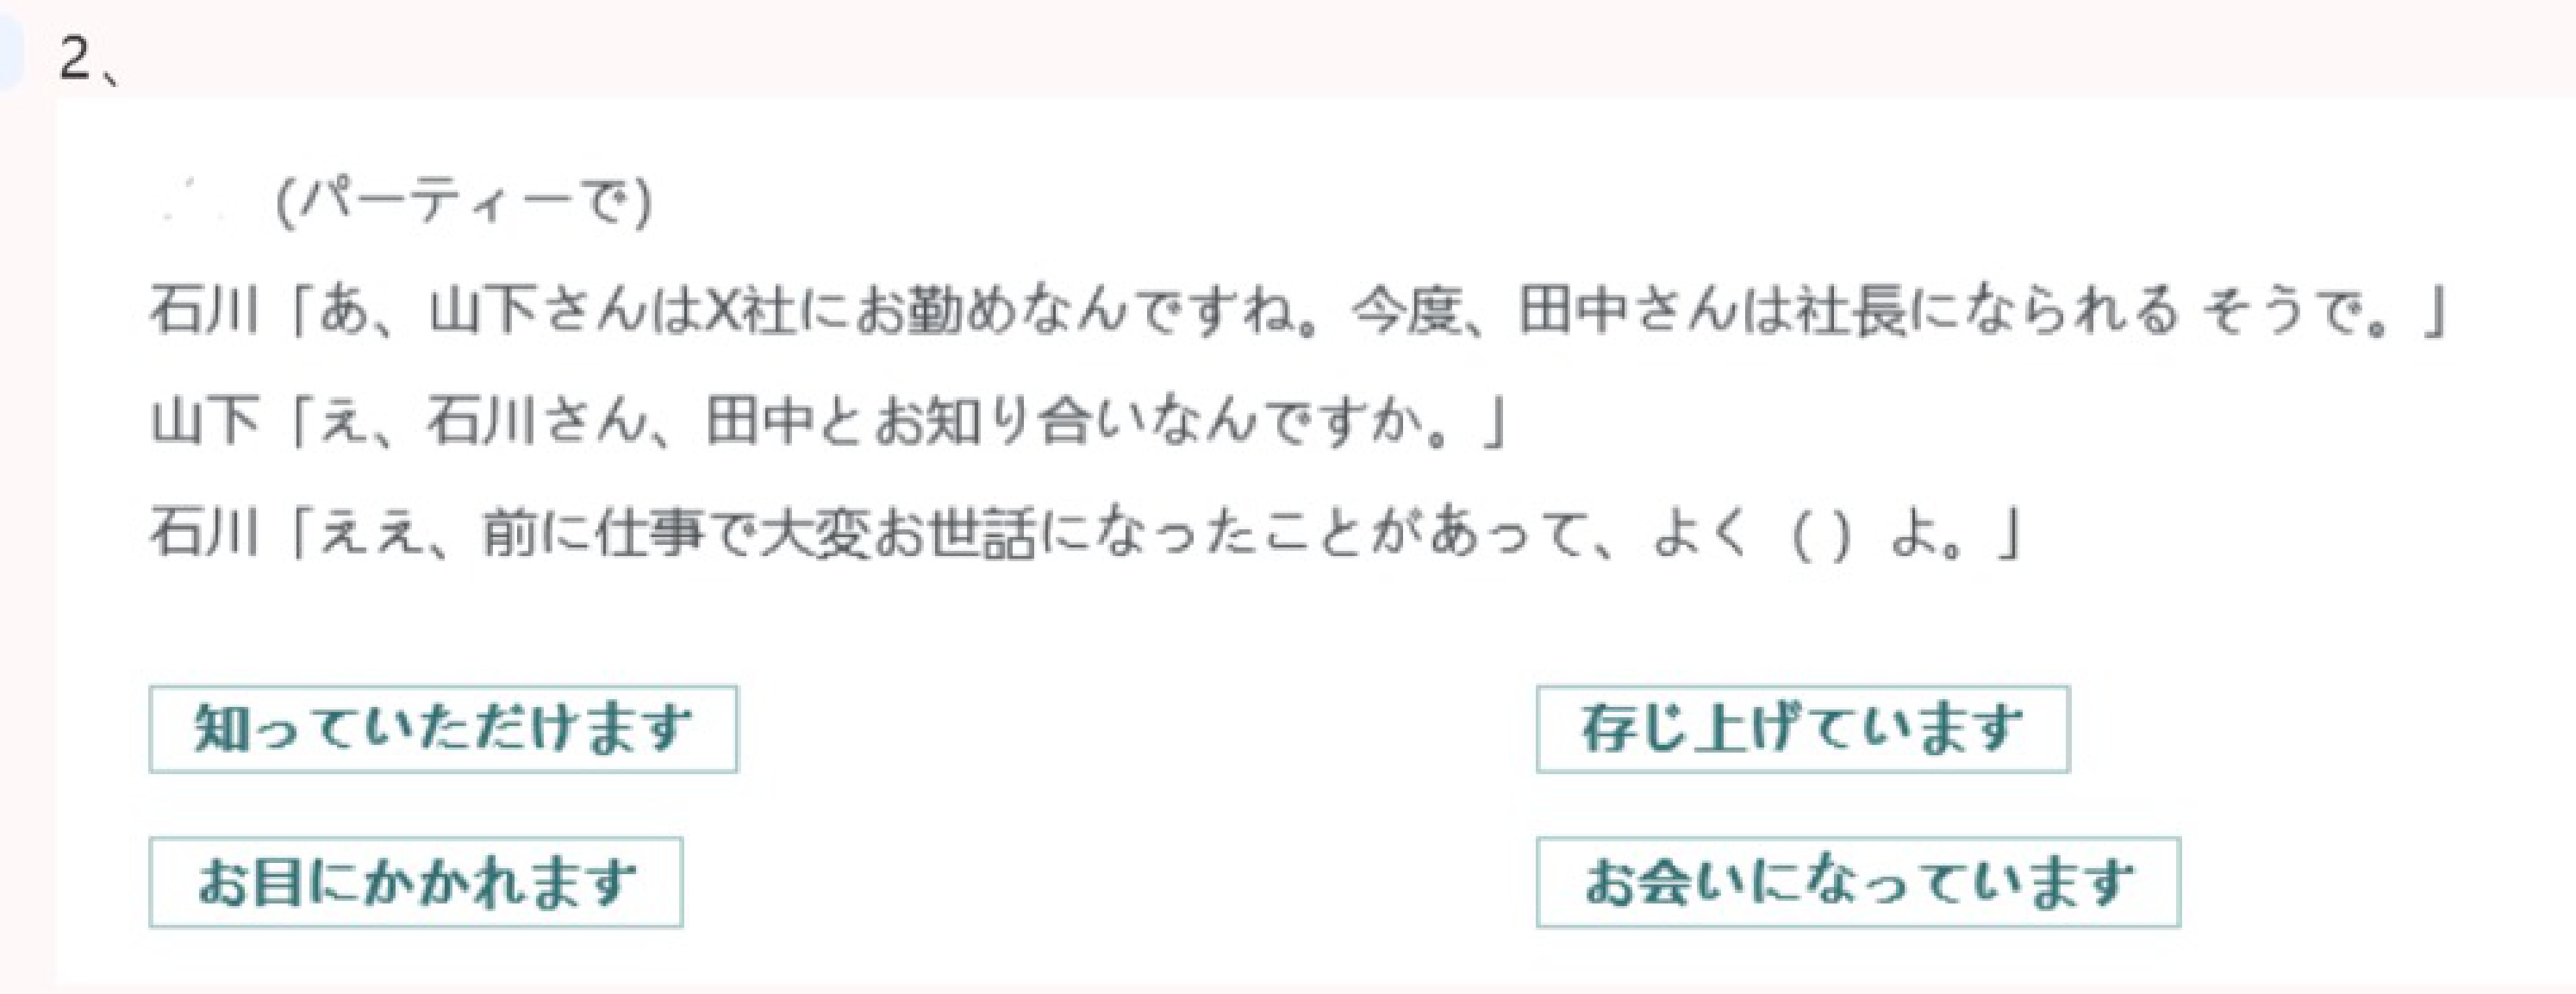 2、
(パーティーで)
石川「あ、山下さんはX社にお勤めなんですね。今度、田中さんは社長になられる そうで。」
山下「え、石川さん、田中とお知り合いなんですか。」
石川「ええ、前に仕事で大変お世話になったことがあって、よく ( ) よ。」
知っていただけます 存じ上げています
お目にかかれます お会いになっています